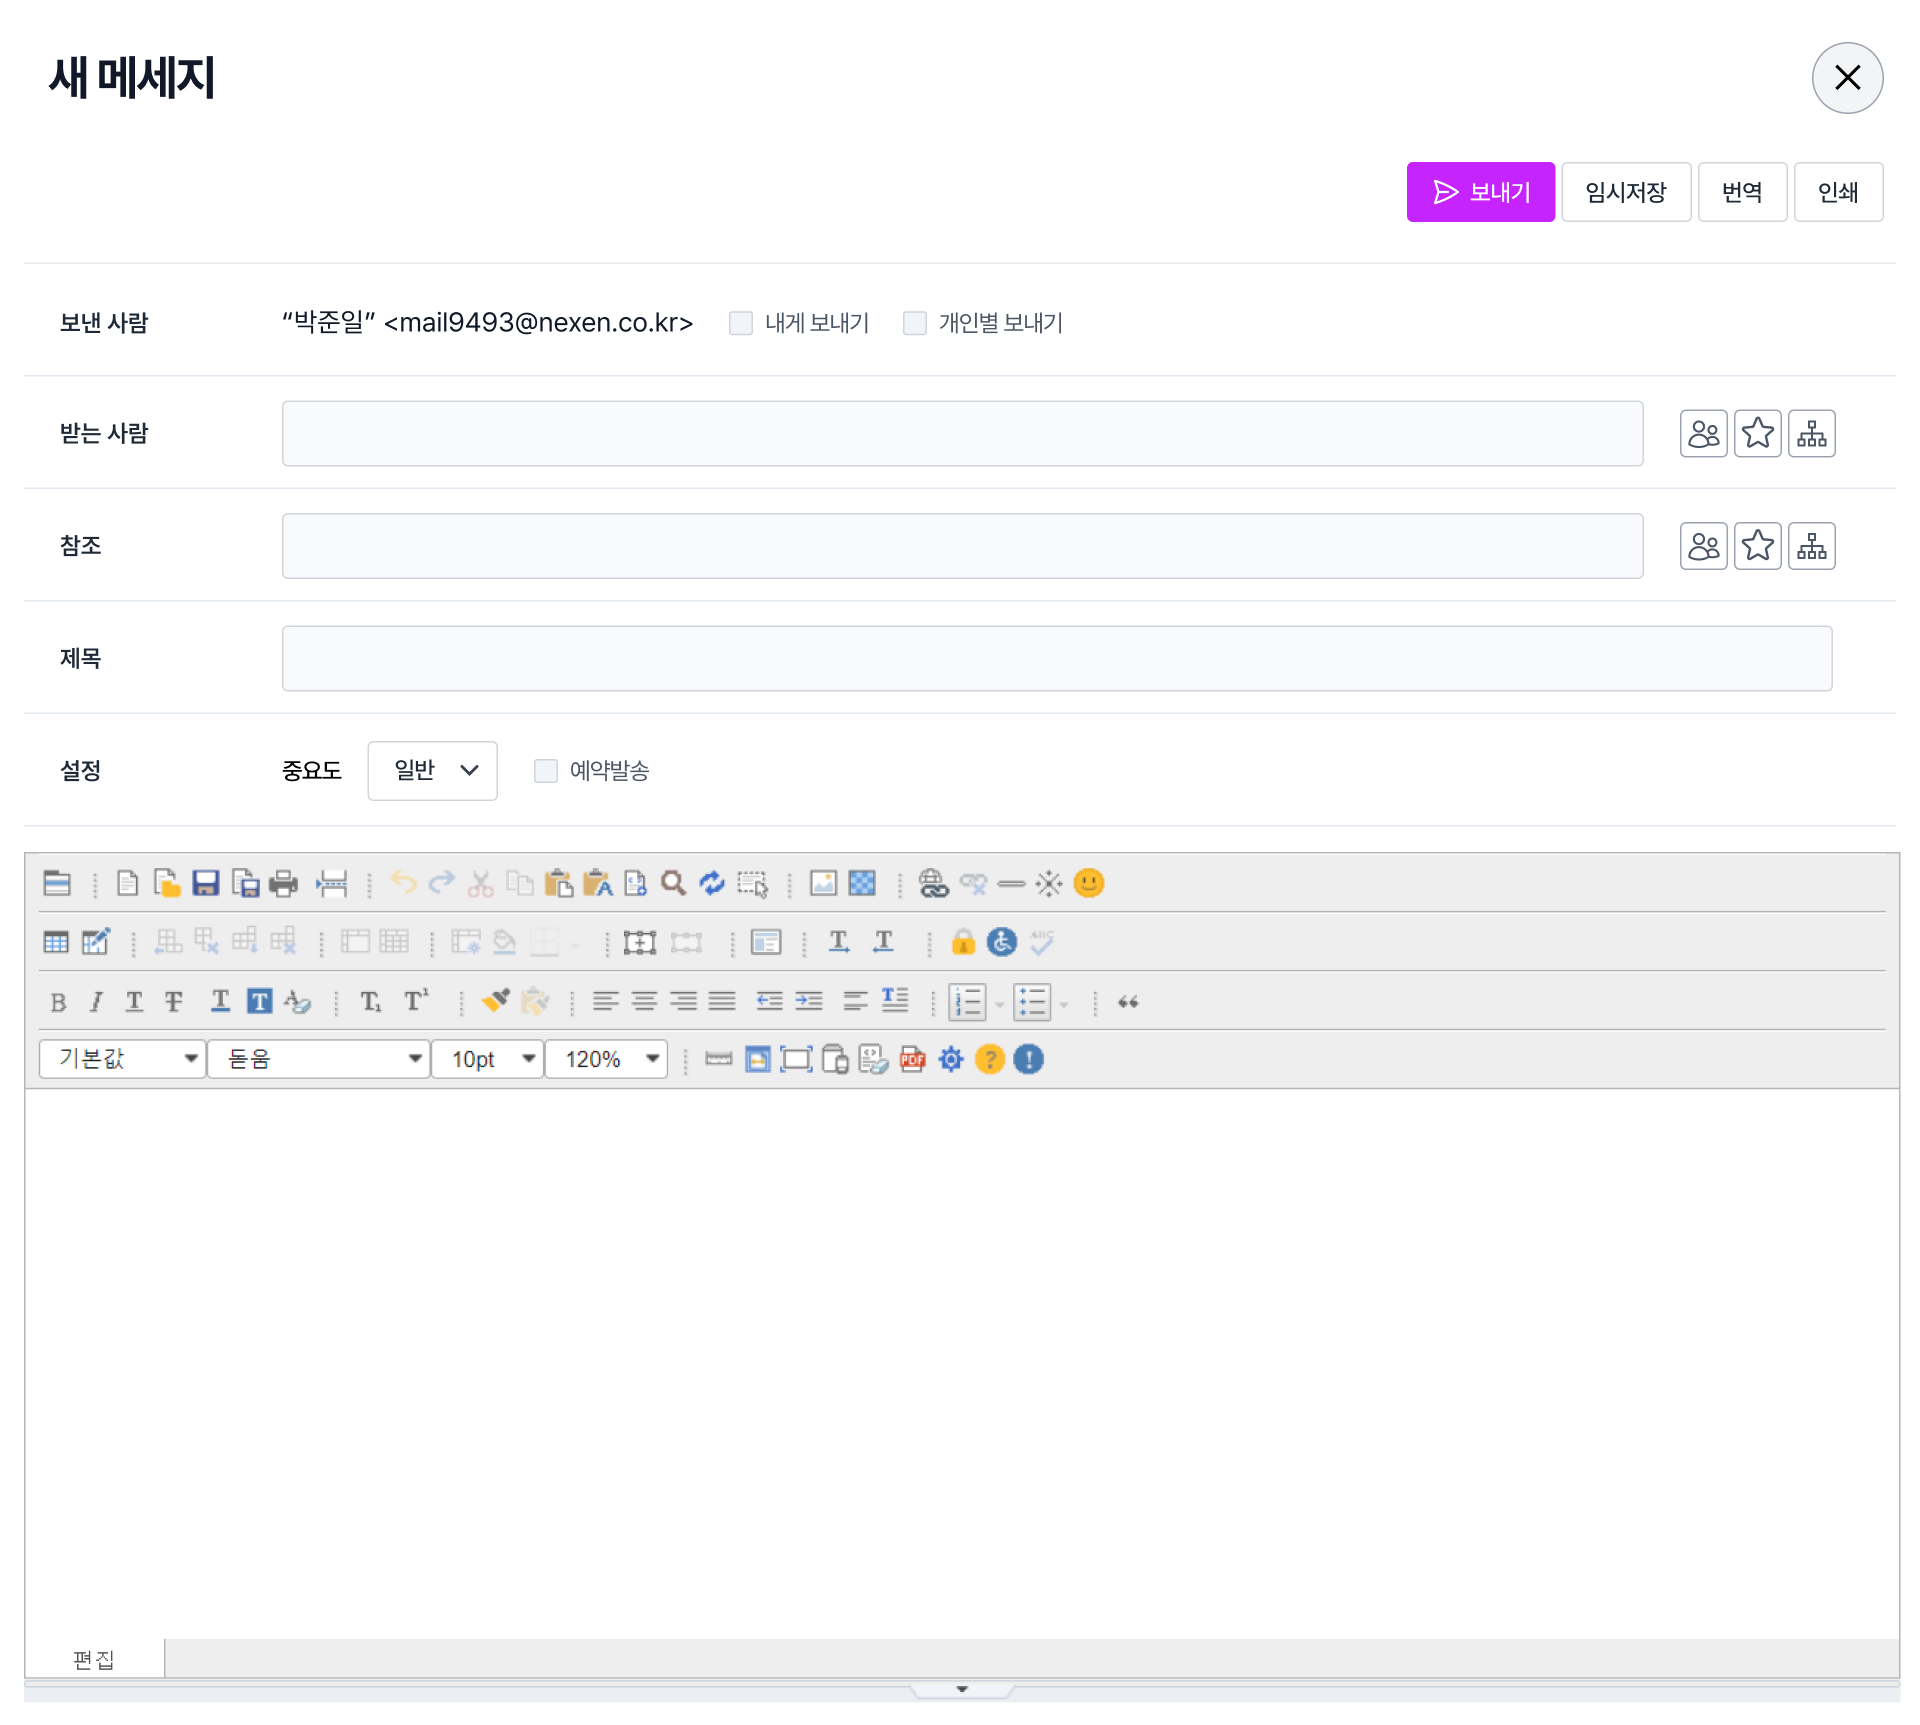 새 메세지
보내기 임시저장 번역 인쇄
보낸 사람 “박준일” <mail9493@nexen.co.kr> 내게 보내기 개인별 보내기
받는 사람
참조
제목
설정 중요도 일반 예약발송
기본값 돋움 10pt 120%
편집